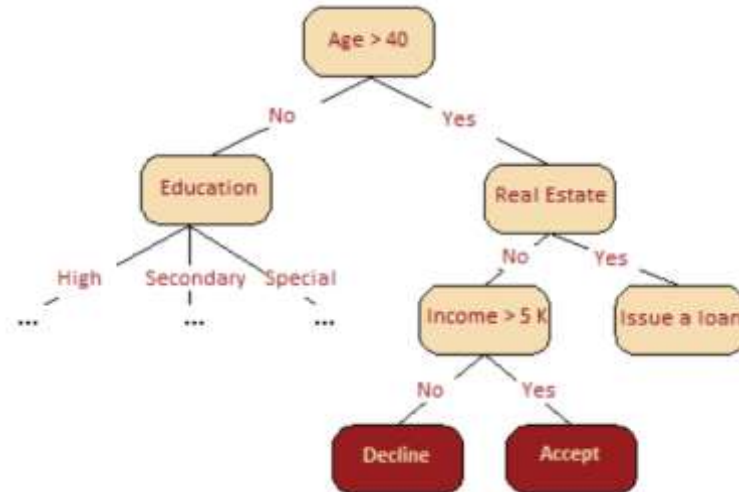 Age > 40
No
Yes
Education
Real Estate
High
Secondary
Special
No
Yes
...
...
...
Income > 5 K
Issue a loan
No
Yes
Decline
Accept